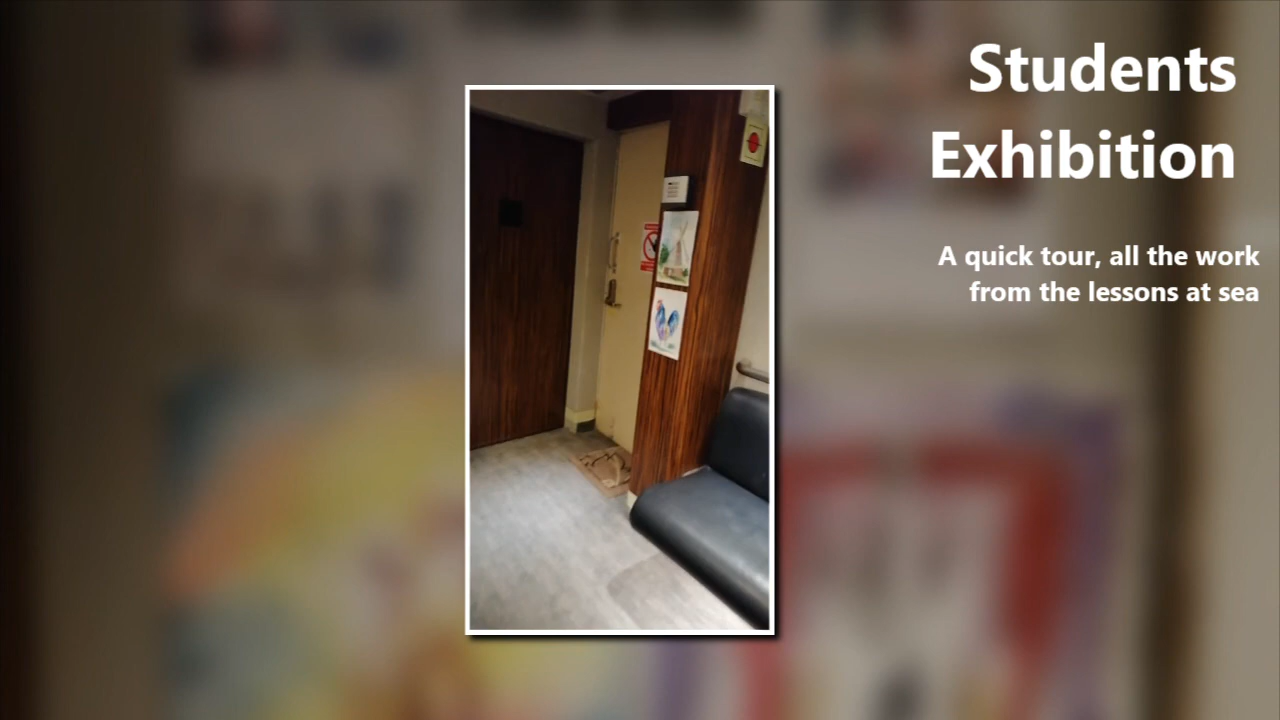 Students
Exhibition
A quick tour, all the work
from the lessons at sea